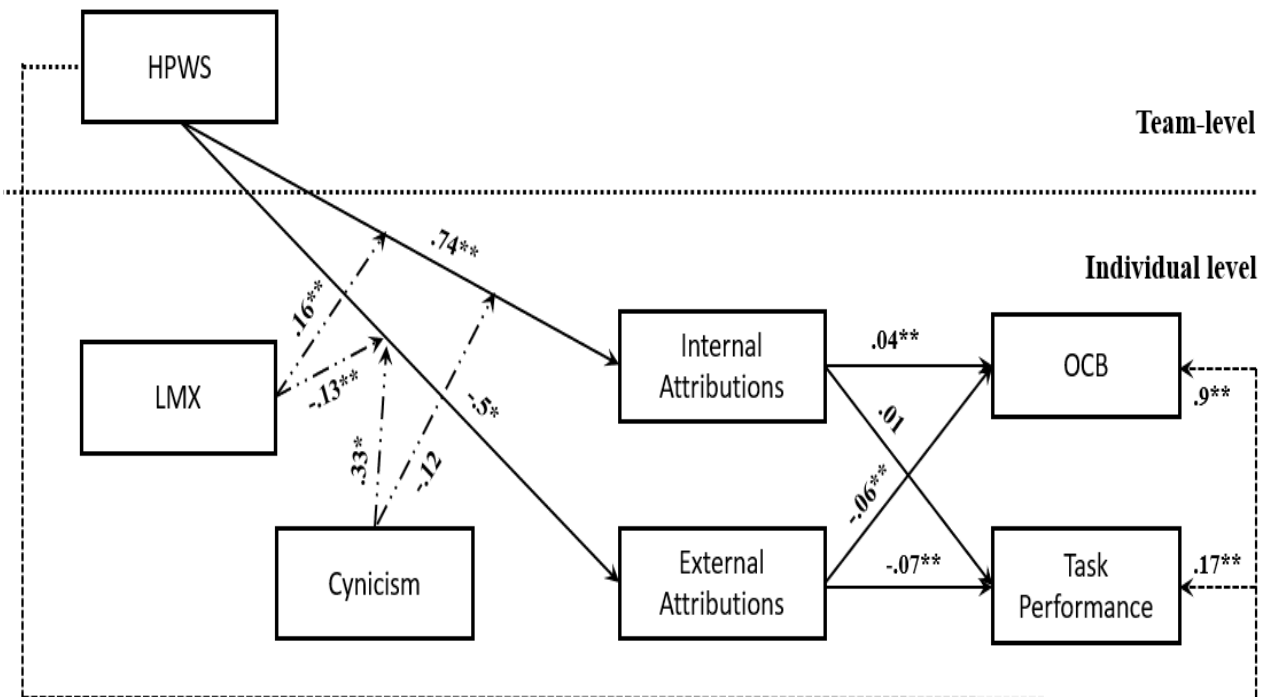 HPWS
Team-level
.74**
Individual level
.16**
Internal
Attributions
.04**
OCB
LMX
-.13**
-.5*
.01
.9**
.33*
-.12
-.06**
Cynicism
External
Attributions
-.07**
Task
Performance
.17**